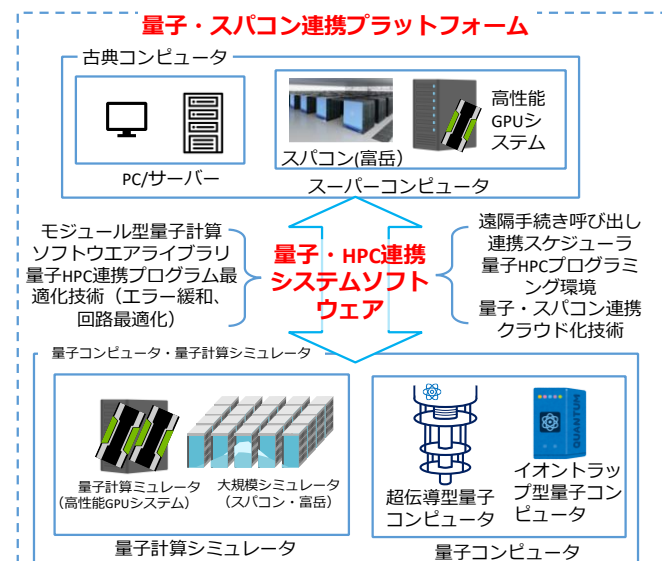 量子・スパコン連携プラットフォーム
古典コンピュータ
PC/サーバー
スパコン(富岳)
高性能
GPUシ
ステム
スーパーコンピュータ
モジュール型量子計算
ソフトウエアライブラリ
量子HPC連携プログラム最
適化技術（エラー緩和、
回路最適化）
量子・HPC連携
システムソフト
ウェア
遠隔手続き呼び出し
連携スケジューラ
量子HPCプログラミ
ング環境
量子・スパコン連携
クラウド化技術
量子コンピュータ・量子計算シミュレータ
量子計算ミュレータ
(高性能GPUシステム）
大規模シミュレータ
（スパコン・富岳）
量子計算シミュレータ
超伝導型量子
コンピュータ
QUANTUM
イオントラッ
プ型量子コン
ピュータ
量子コンピュータ